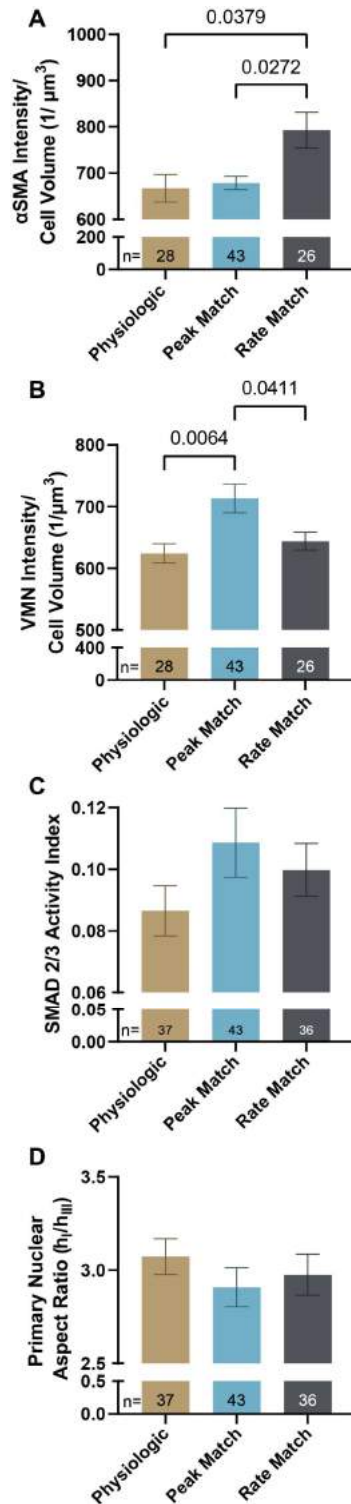 A
0.0379
0.0272
αSMA Intensity/
Cell Volume (1/ μm³)
1000
900
800
700
600
200
0
n= 28 43 26
Physiologic
Peak Match
Rate Match
B
0.0411
0.0064
VMN Intensity/
Cell Volume (1/μm³)
800
700
600
500
400
0
n= 28 43 26
Physiologic
Peak Match
Rate Match
C
SMAD 2/3 Activity Index
0.12
0.10
0.08
0.06
0.05
0.00
n= 37 43 36
Physiologic
Peak Match
Rate Match
D
Primary Nuclear
Aspect Ratio (hI/hIII)
3.5
3.0
2.5
0.5
0.0
n= 37 43 36
Physiologic
Peak Match
Rate Match